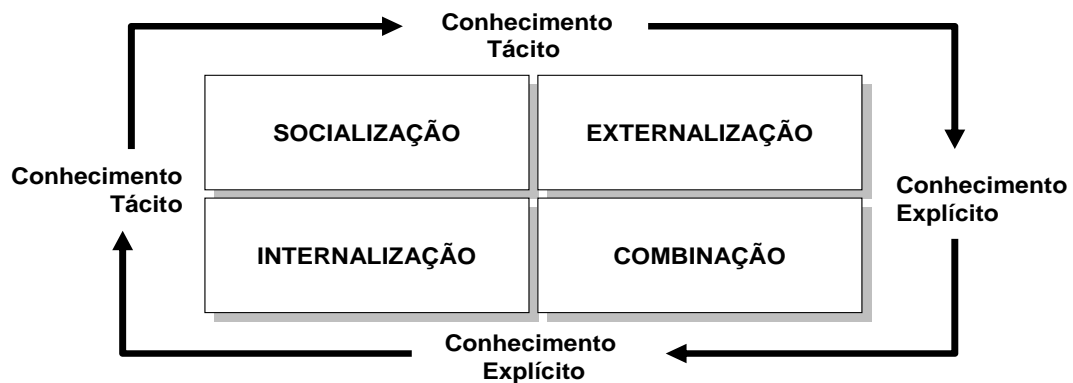 Conhecimento
Tácito
SOCIALIZAÇÃO
EXTERNALIZAÇÃO
Conhecimento
Tácito
Conhecimento
Explícito
INTERNALIZAÇÃO
COMBINAÇÃO
Conhecimento
Explícito